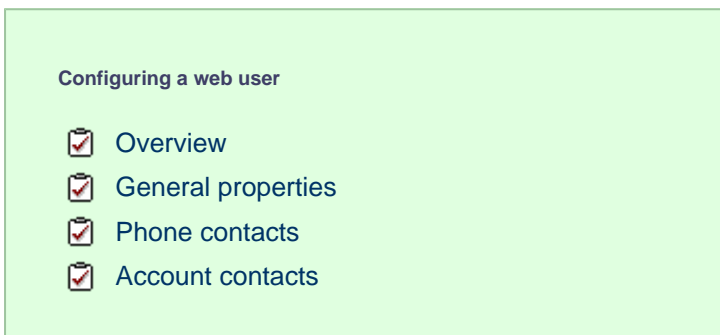 Configuring a web user
Overview
General properties
Phone contacts
Account contacts